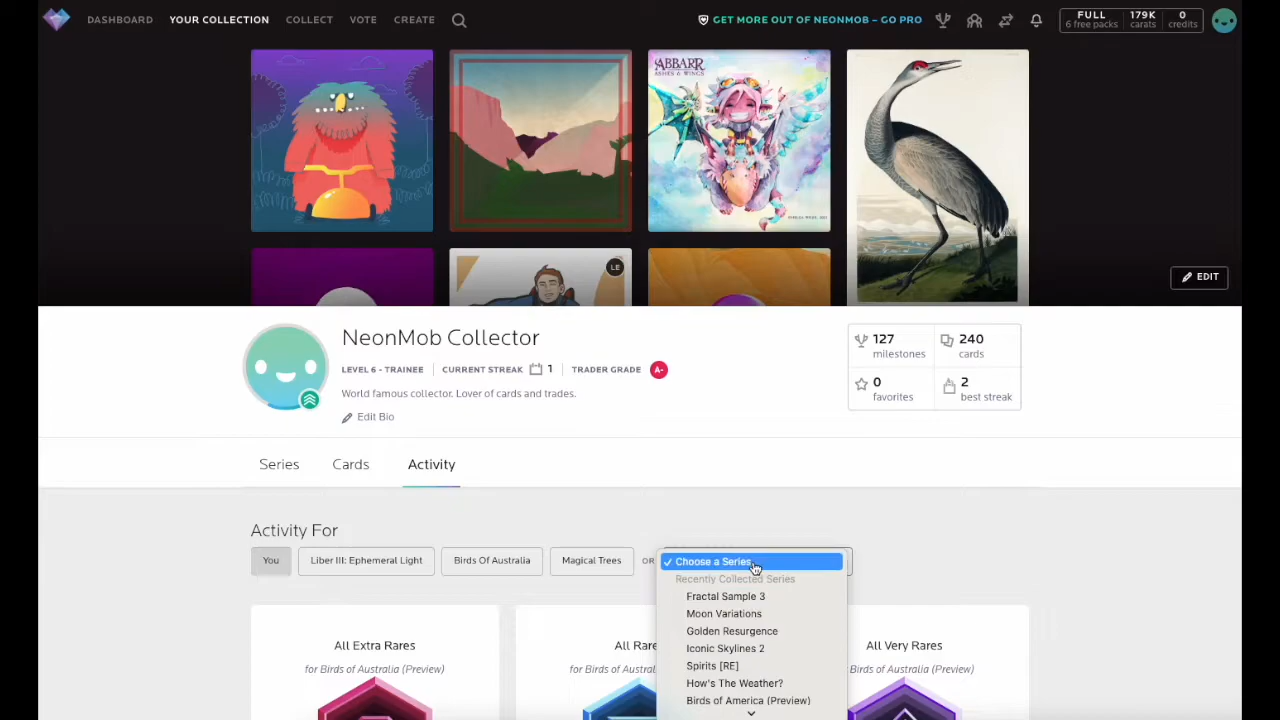 DASHBOARD YOUR COLLECTION COLLECT VOTE CREATE GET MORE OUT OF NEONMOB – GO PRO FULL 6 free packs 179K carats 0 credits
ABBARR
ASHES & WINGS
LE
EDIT
NeonMob Collector
LEVEL 6 - TRAINEE CURRENT STREAK 1 TRADER GRADE A-
World famous collector. Lover of cards and trades.
Edit Bio
127 milestones
240 cards
0 favorites
2 best streak
Series Cards Activity
Activity For
You Liber III: Ephemeral Light Birds Of Australia Magical Trees OR
✓ Choose a Series
Recently Collected Series
Fractal Sample 3
Moon Variations
Golden Resurgence
Iconic Skylines 2
Spirits [RE]
How's The Weather?
Birds of America (Preview)
All Extra Rares
for Birds of Australia (Preview)
All Rare
for Birds of A
All Very Rares
Birds of Australia (Preview)